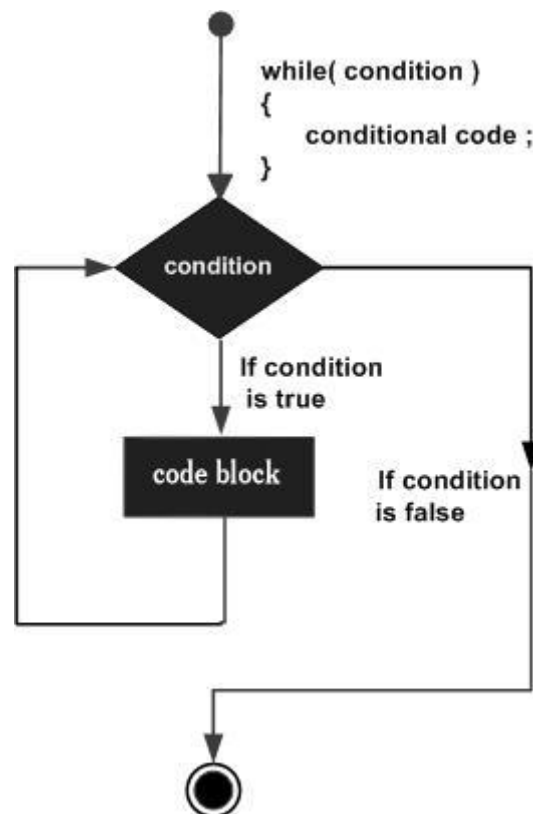 while( condition )
{
conditional code ;
}
condition
If condition
is true
code block
If condition
is false